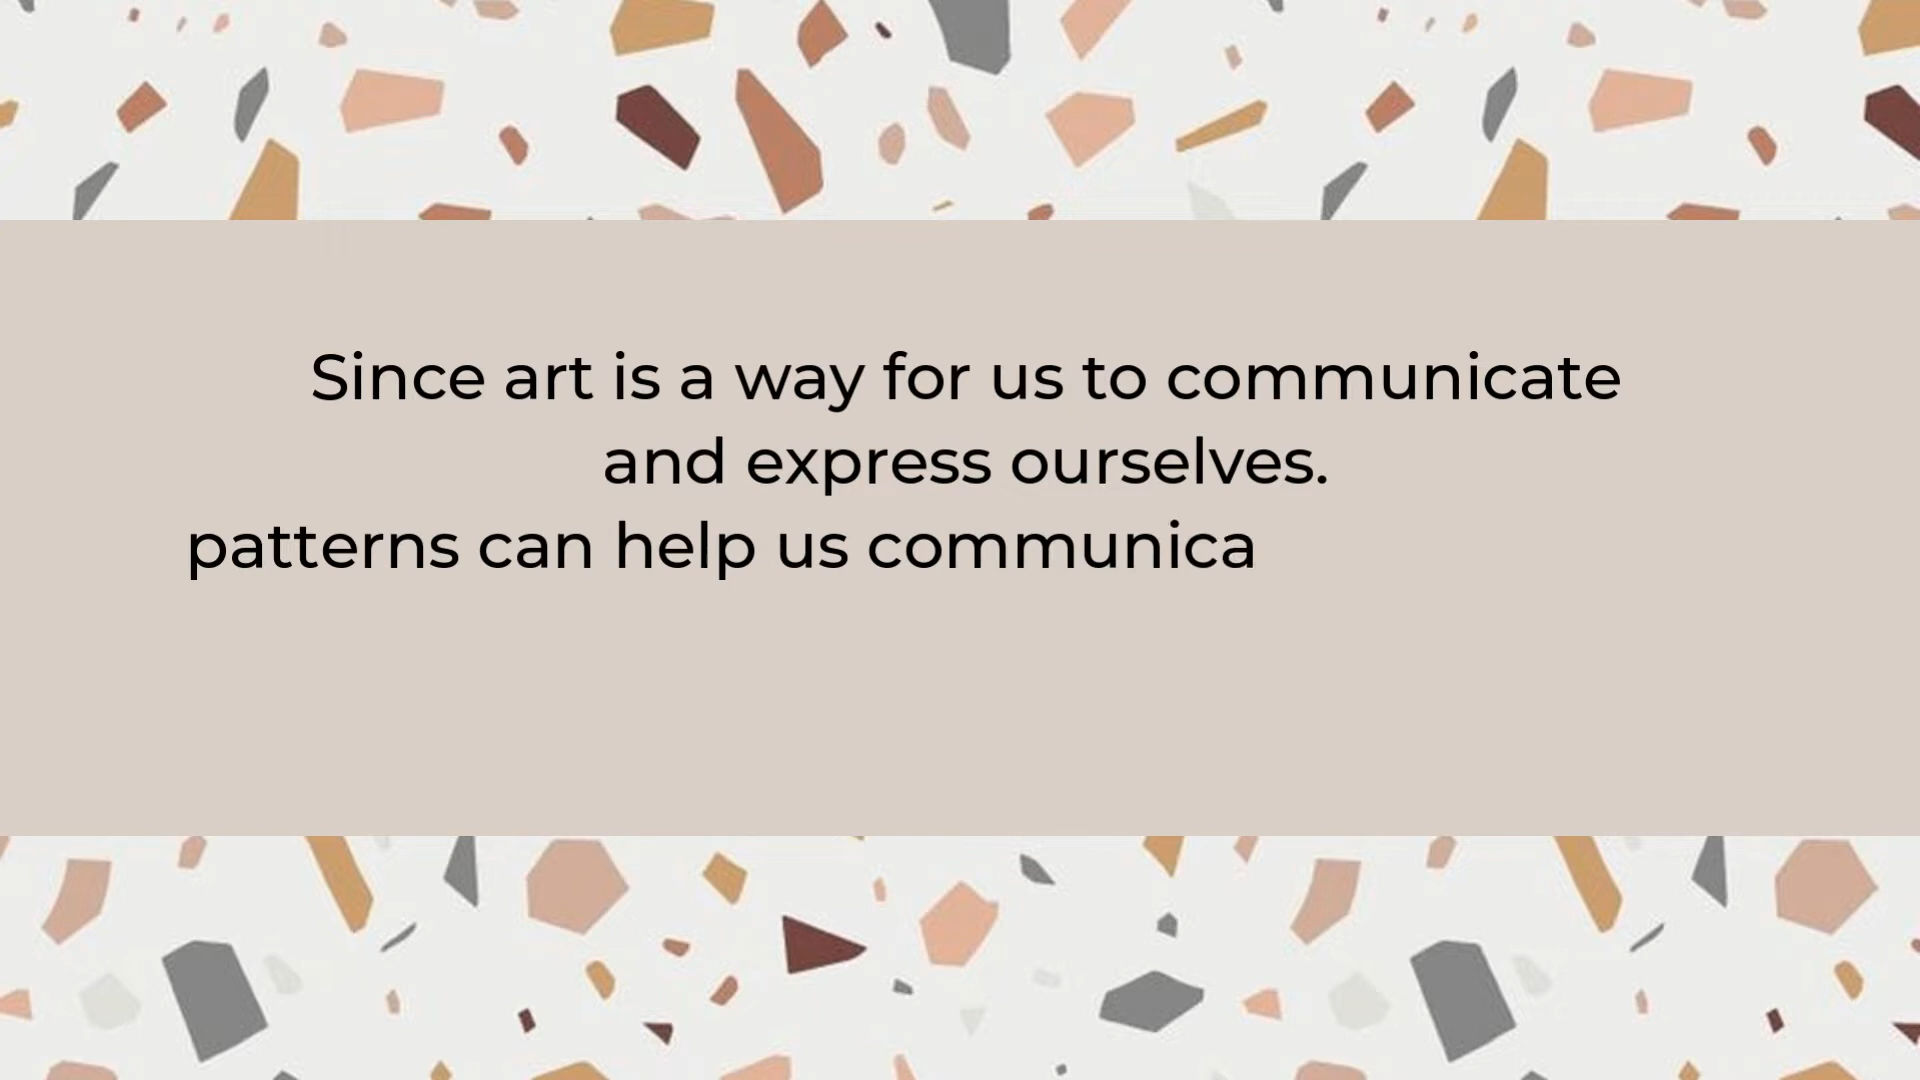 Since art is a way for us to communicate
and express ourselves.
patterns can help us communica